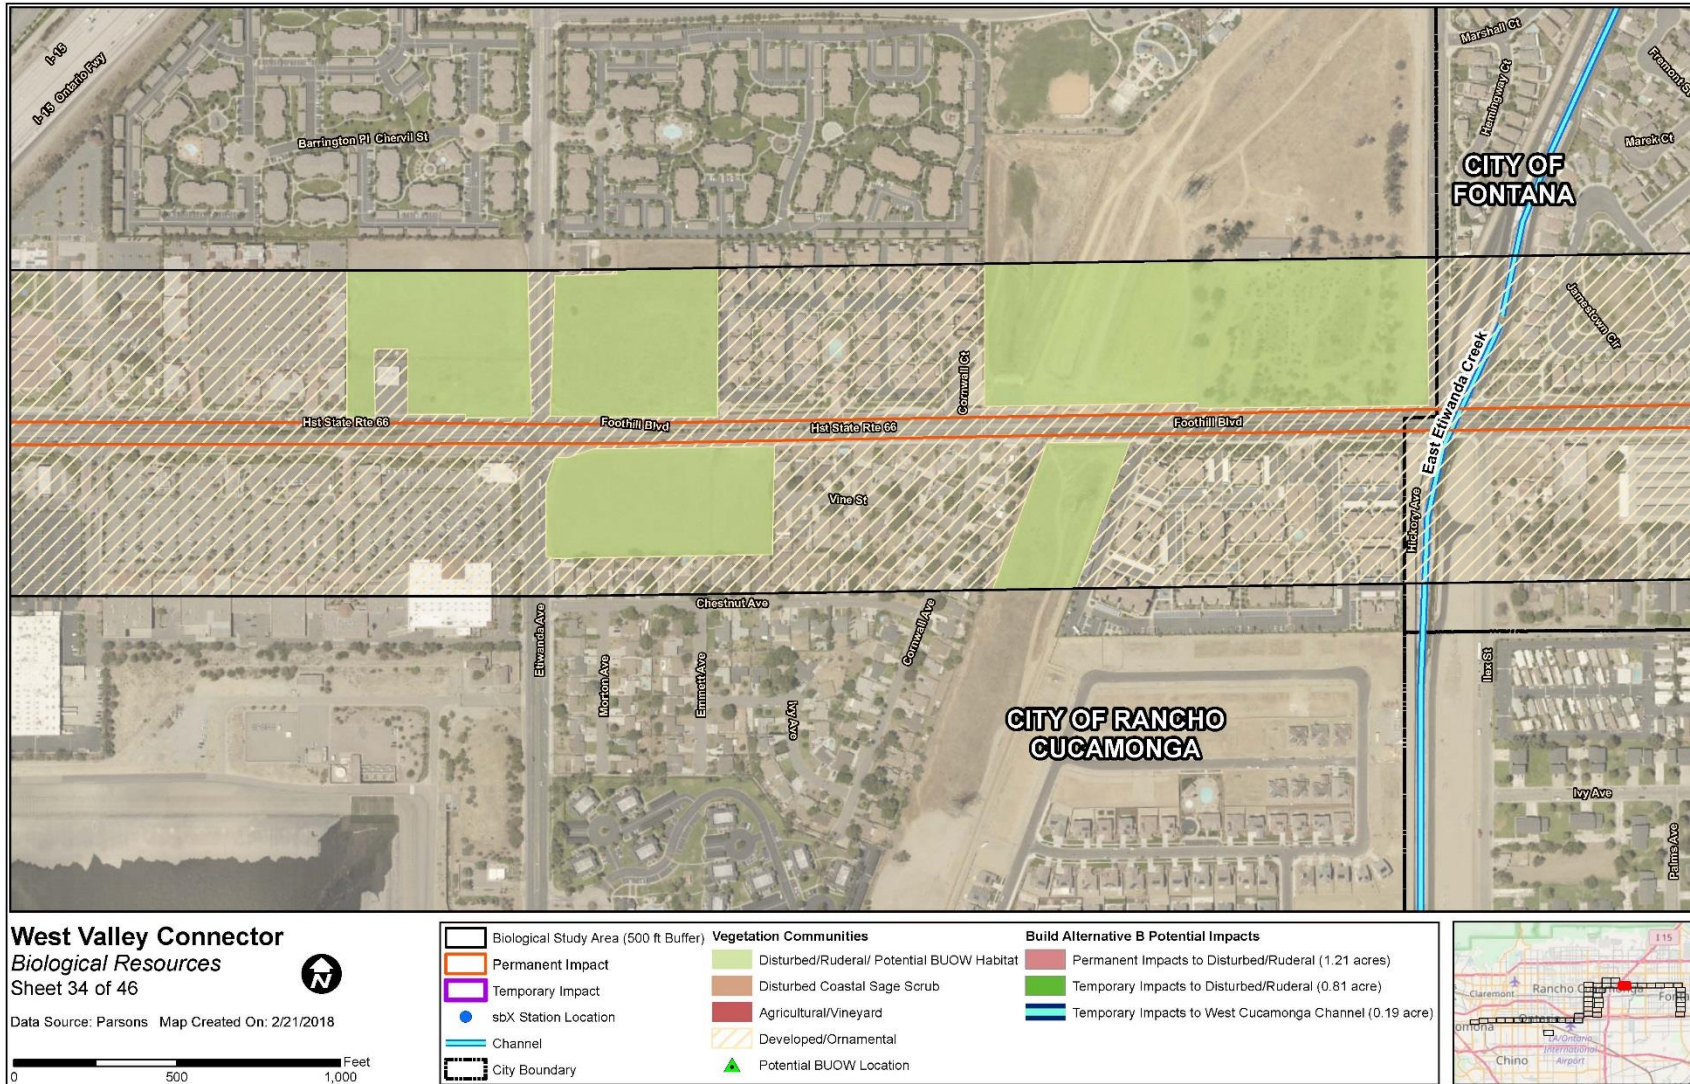 I-15
I-15 Ontario Fwy
Barrington Pl Chervil St
Marshall Ct
Hemingway Ct
Marek Ct
CITY OF
FONTANA
Jamestown Cir
Cornwall Ct
Hst State Rte 66
Foothill Blvd
Hst State Rte 66
Foothill Blvd
East Etiwanda Creek
Hickory Ave
Vine St
Chestnut Ave
Etiwanda Ave
Morton Ave
Emmett Ave
Ivy Ave
Cornwall Ave
CITY OF RANCHO
CUCAMONGA
Ilex St
Ivy Ave
Palms Ave
West Valley Connector
Biological Resources
Sheet 34 of 46
N
Data Source: Parsons Map Created On: 2/21/2018
Feet
0 500 1,000
Biological Study Area (500 ft Buffer)
Permanent Impact
Temporary Impact
sbX Station Location
Channel
City Boundary
Vegetation Communities
Disturbed/Ruderal/ Potential BUOW Habitat
Disturbed Coastal Sage Scrub
Agricultural/Vineyard
Developed/Ornamental
Potential BUOW Location
Build Alternative B Potential Impacts
Permanent Impacts to Disturbed/Ruderal (1.21 acres)
Temporary Impacts to Disturbed/Ruderal (0.81 acre)
Temporary Impacts to West Cucamonga Channel (0.19 acre)
I 15
Claremont
Chino
International
Airport